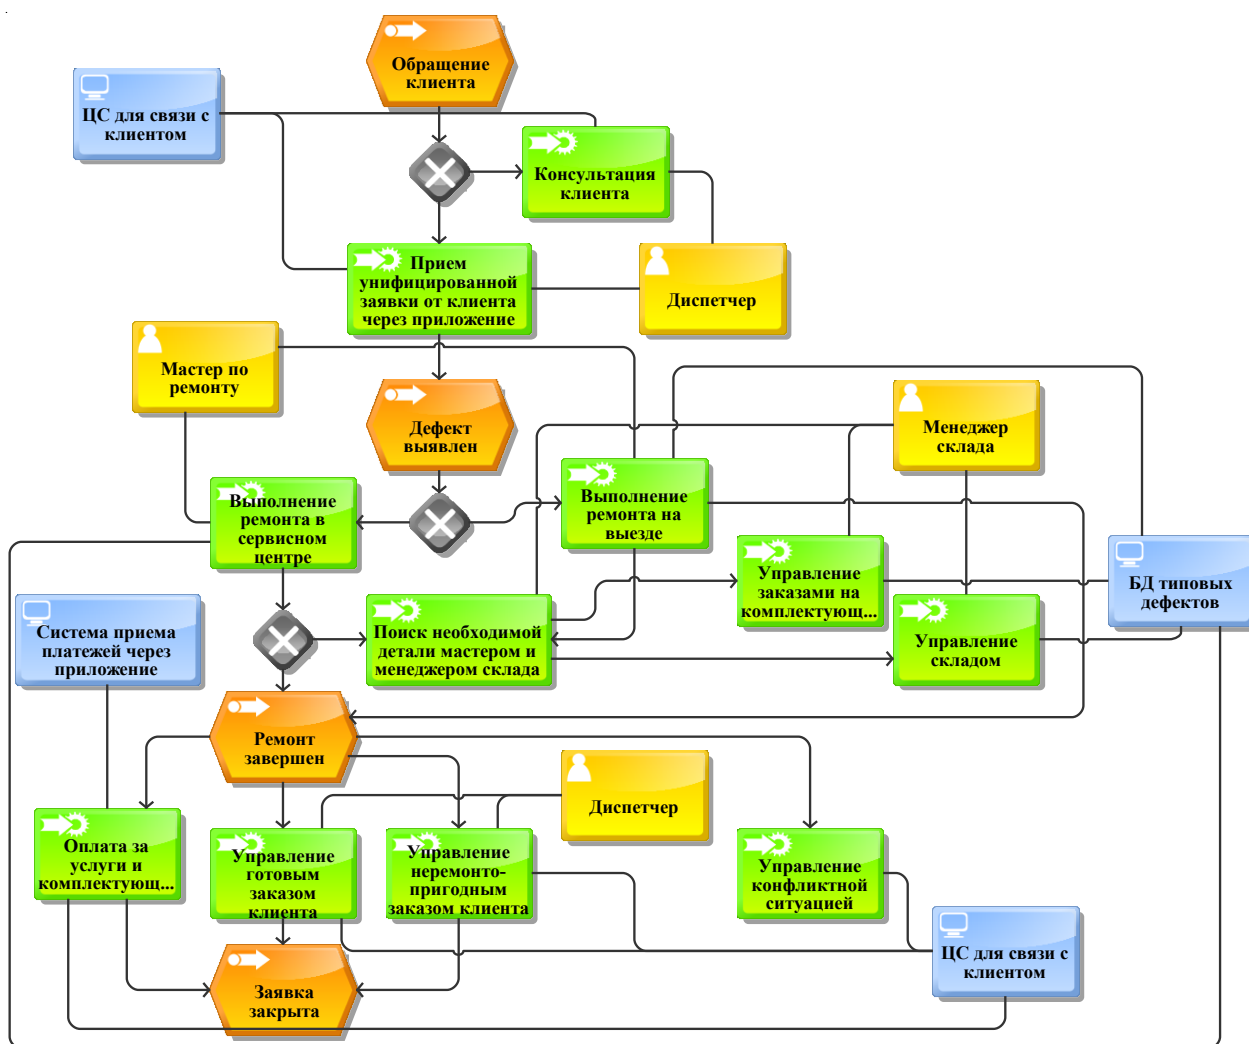 Обращение
клиента
ЦС для связи с
клиентом
Консультация
клиента
Прием
унифицированной
заявки от клиента
через приложение
Диспетчер
Мастер по
ремонту
Дефект
выявлен
Менеджер
склада
Выполнение
ремонта в
сервисном
центре
Выполнение
ремонта на
выезде
Управление
заказами на
комплектующ...
БД типовых
дефектов
Система приема
платежей через
приложение
Поиск необходимой
детали мастером и
менеджером склада
Управление
складом
Ремонт
завершен
Диспетчер
Оплата за
услуги и
комплектующ...
Управление
готовым
заказом
клиента
Управление
неремонто-
пригодным
заказом клиента
Управление
конфликтной
ситуацией
ЦС для связи с
клиентом
Заявка
закрыта